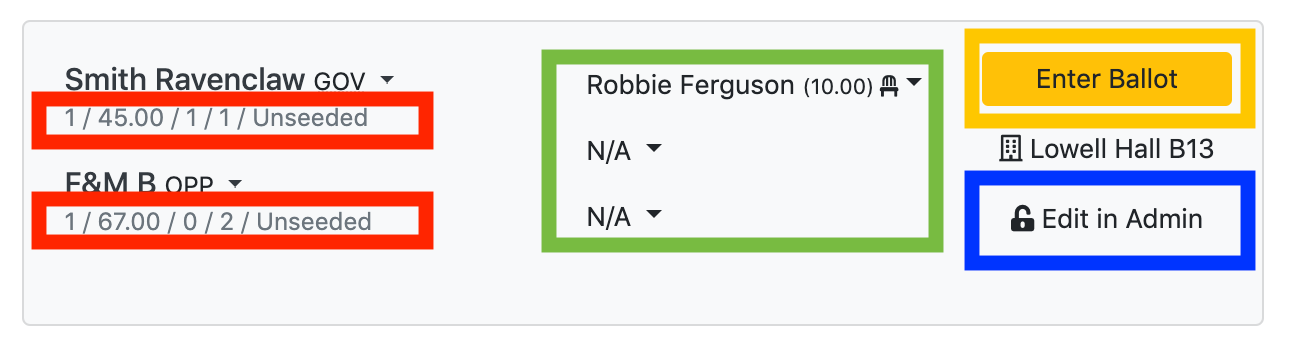 Smith Ravenclaw GOV
1 / 45.00 / 1 / 1 / Unseeded
F&M B OPP
1 / 67.00 / 0 / 2 / Unseeded
Robbie Ferguson (10.00)
N/A
N/A
Enter Ballot
Lowell Hall B13
Edit in Admin